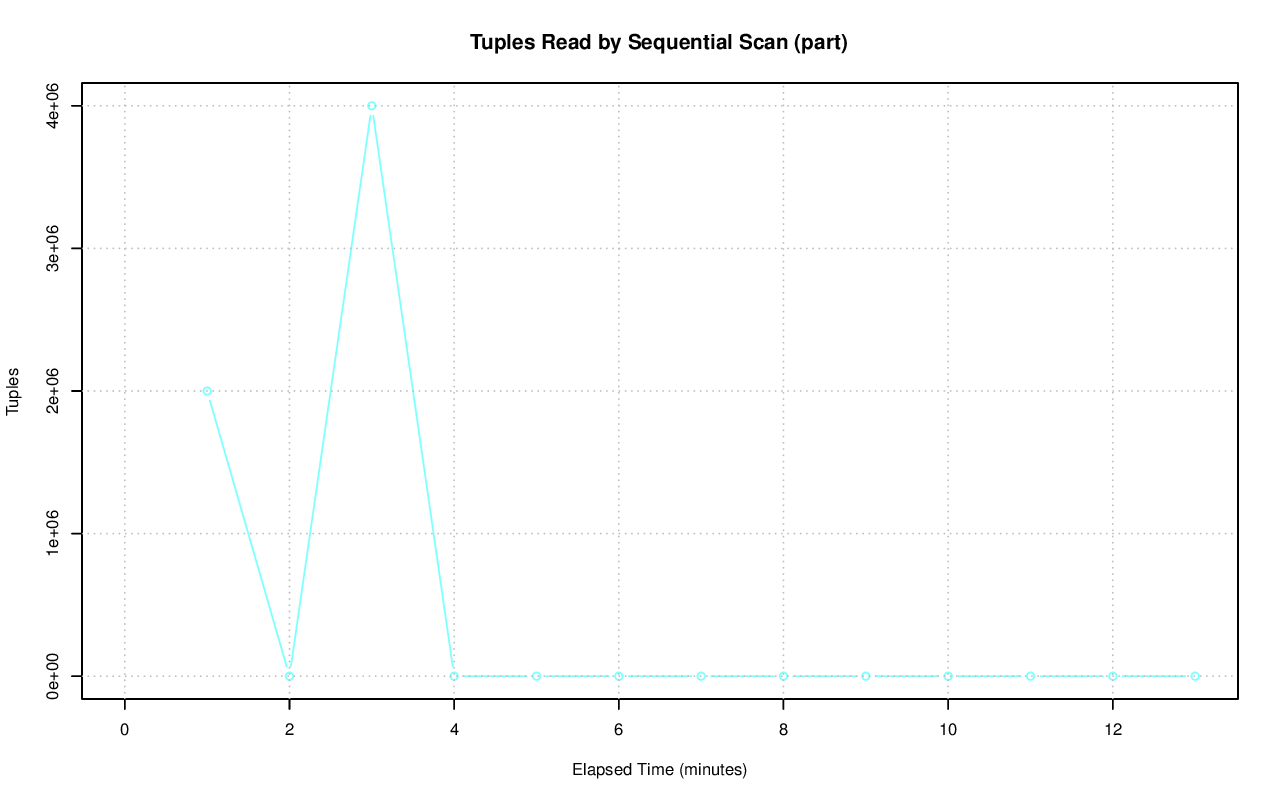 Tuples Read by Sequential Scan (part)
4e+06
3e+06
2e+06
1e+06
0e+00
Tuples
0 2 4 6 8 10 12
Elapsed Time (minutes)